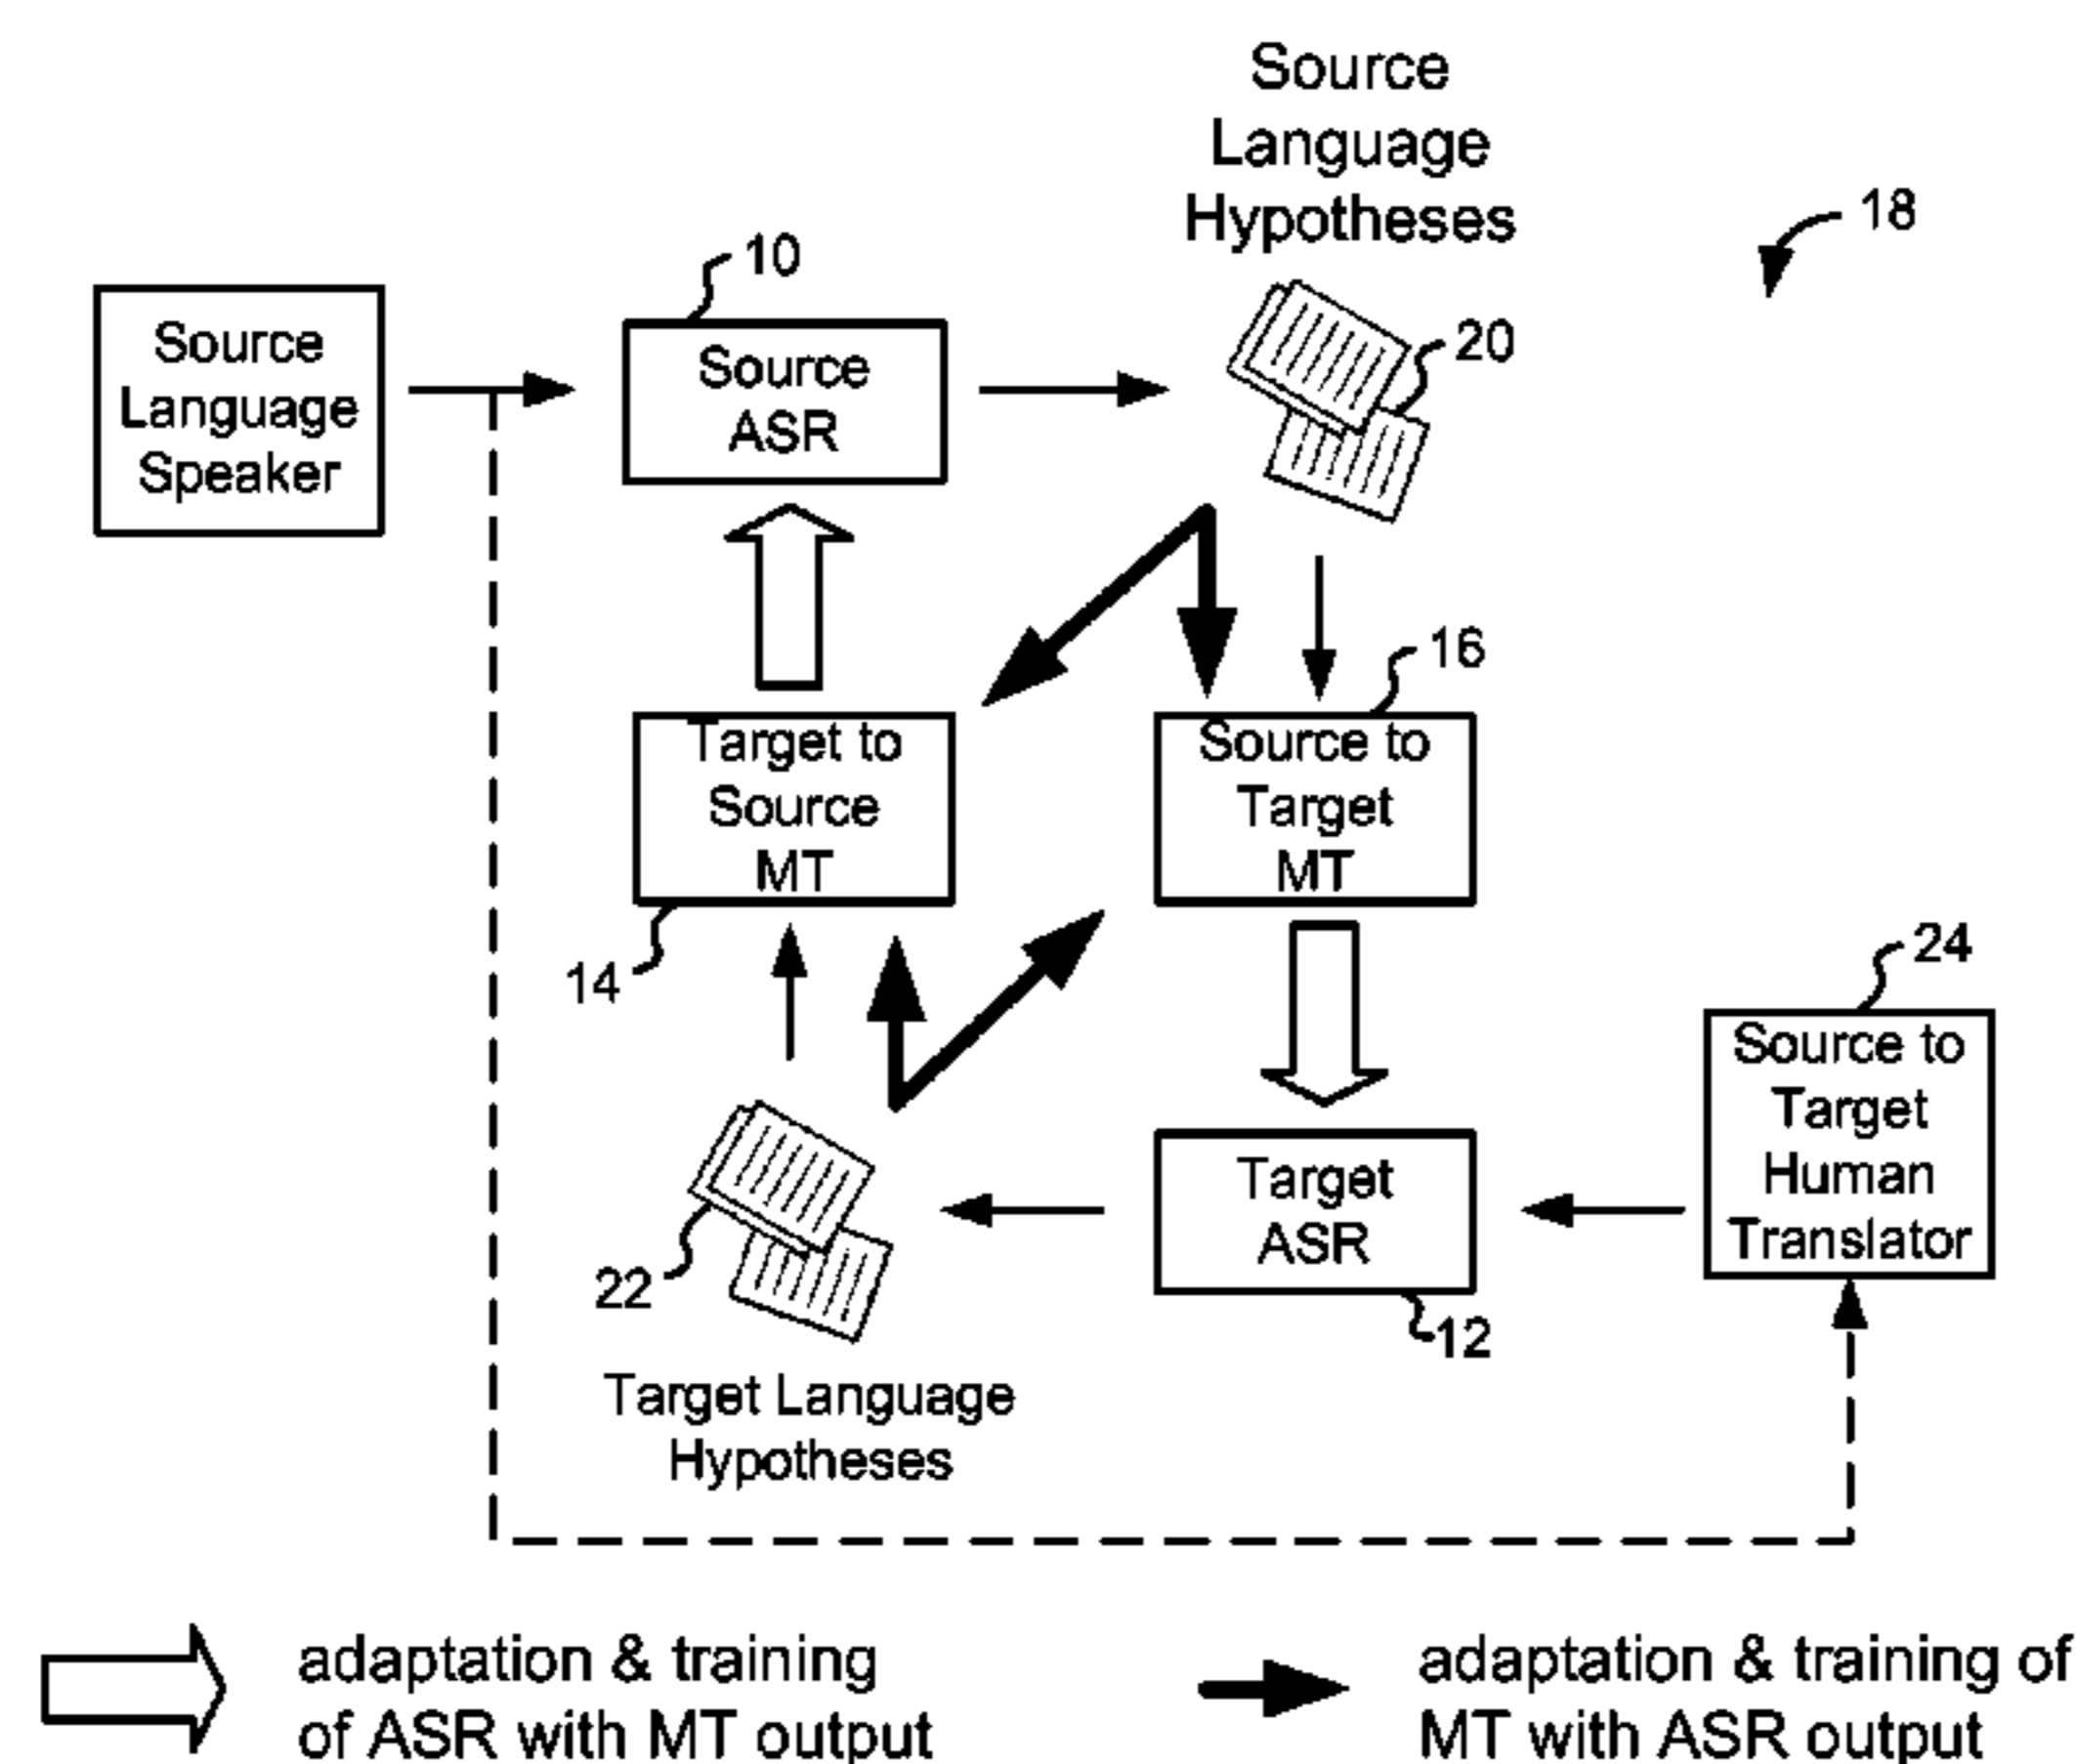 Source
Language
Hypotheses
18
10
Source
Language
Speaker
Source
ASR
20
16
Target to
Source
MT
Source to
Target
MT
14
24
Source to
Target
Human
Translator
Target
ASR
22
12
Target Language
Hypotheses
adaptation & training
of ASR with MT output
adaptation & training of
MT with ASR output